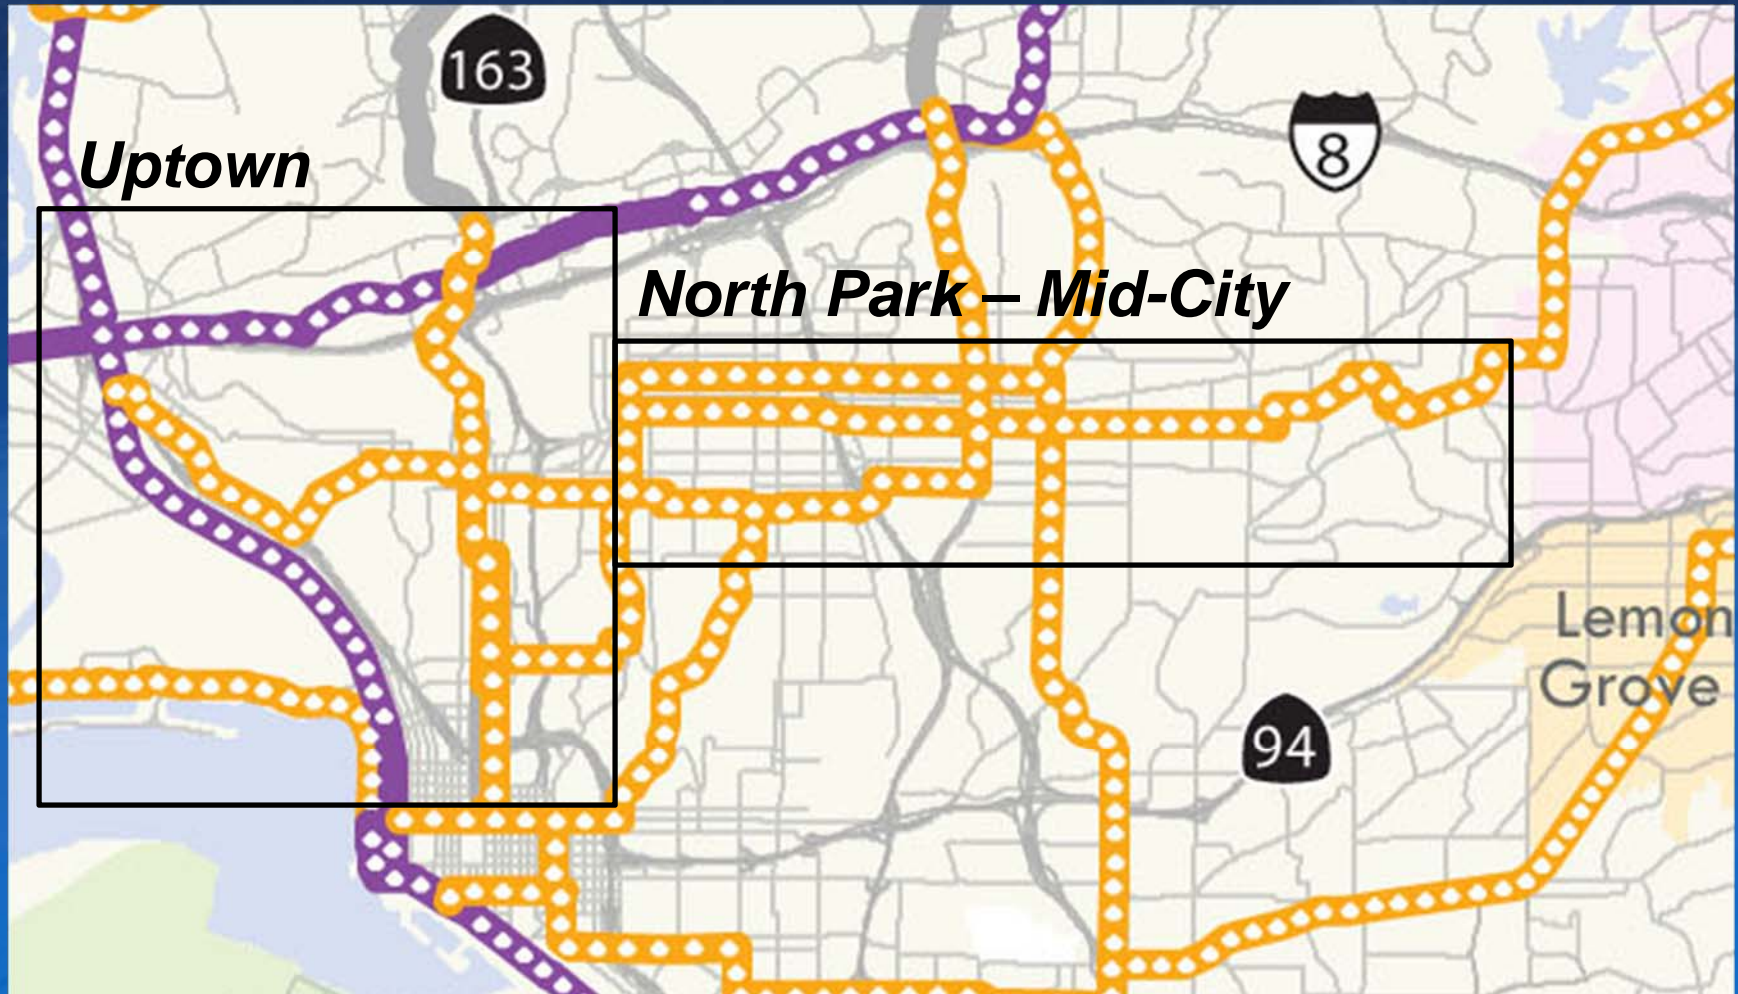 163
8
Uptown
North Park – Mid-City
Lemon
Grove
94